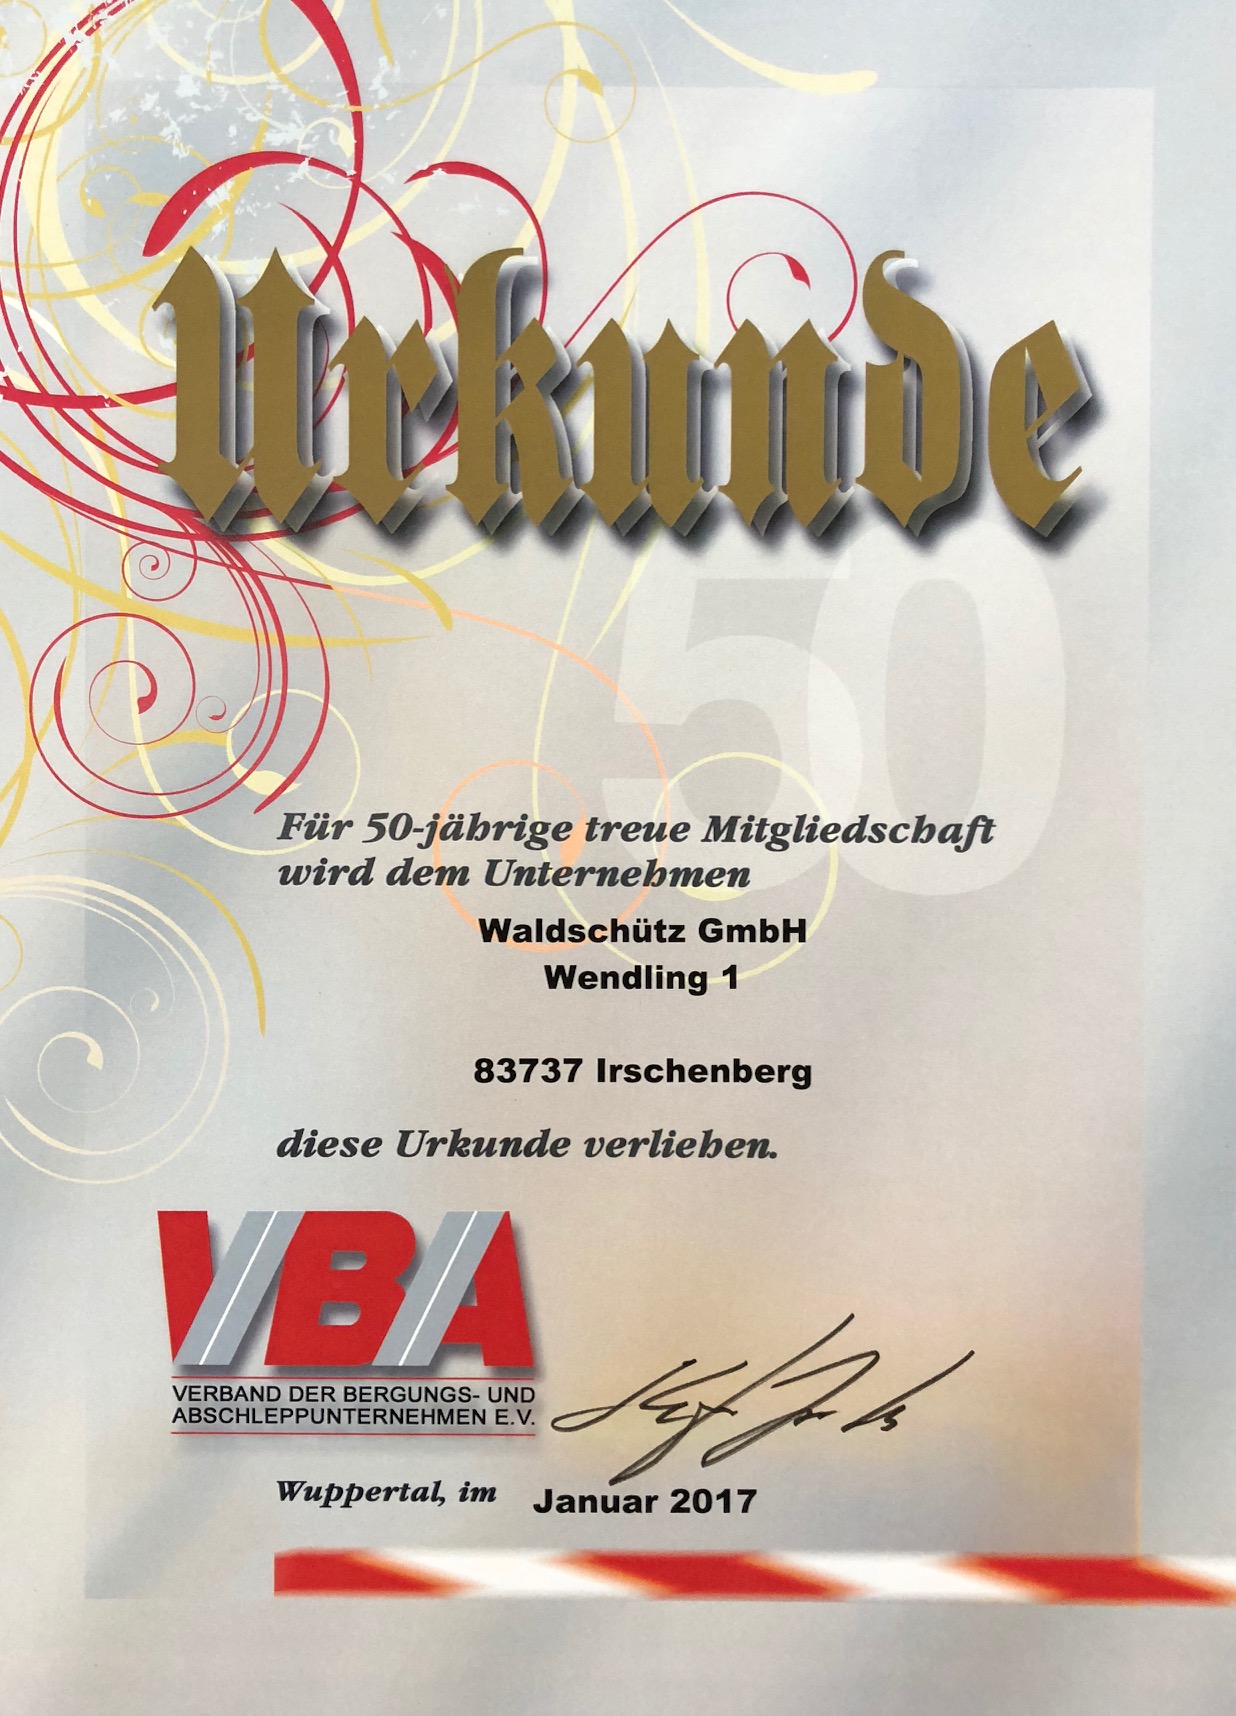 Urkunde
50
Für 50-jährige treue Mitgliedschaft
wird dem Unternehmen
Waldschütz GmbH
Wendling 1
83737 Irschenberg
diese Urkunde verliehen.
VBA
VERBAND DER BERGUNGS- UND
ABSCHLEPPUNTERNEHMEN E.V.
Wuppertal, im Januar 2017